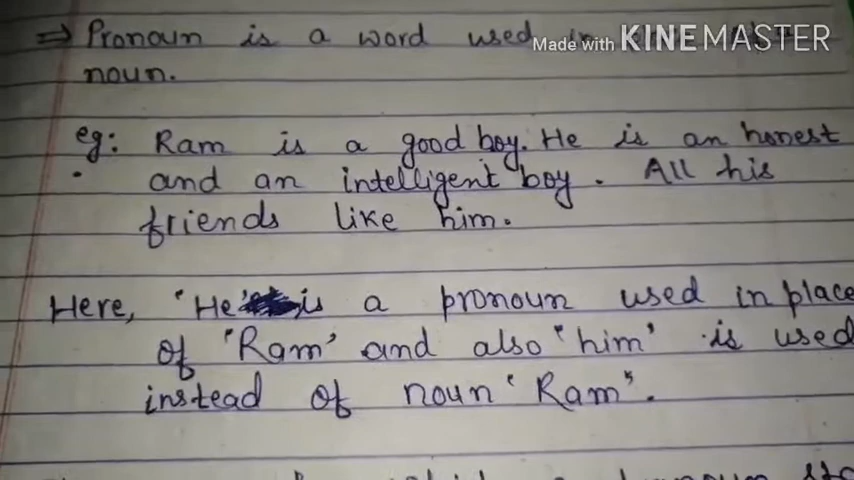 ⇒ Pronoun is a word used
Made with KINEMASTER
noun.
eg: Ram is a good boy. He is an honest
and an intelligent boy. All his
friends like him.
Here, 'He' is a pronoun used in place
of 'Ram' and also 'him' is used
instead of noun 'Ram'.